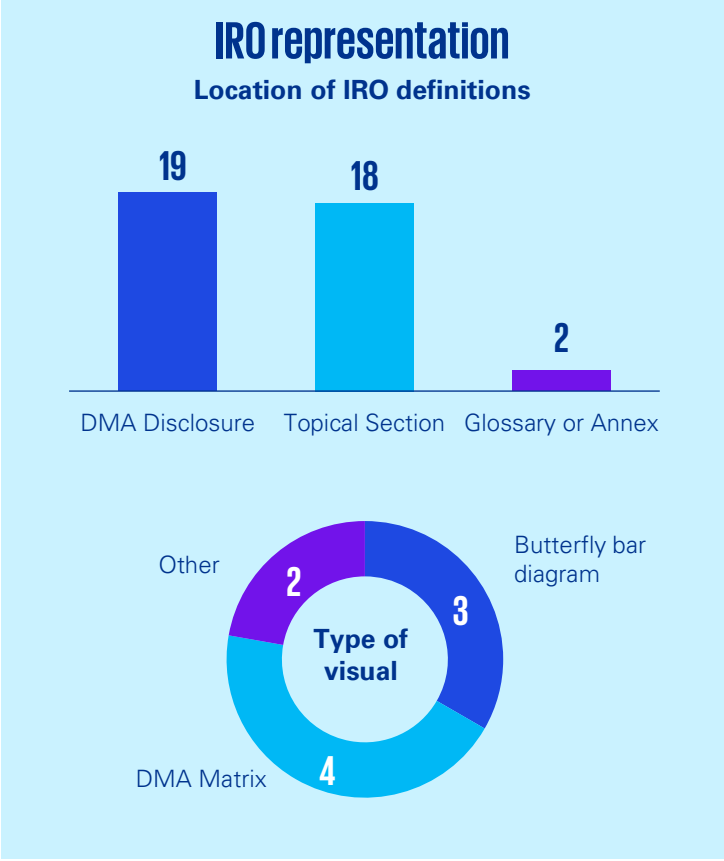 IRO representation
Location of IRO definitions
19
18
2
DMA Disclosure
Topical Section
Glossary or Annex
Butterfly bar
diagram
Other
2
3
Type of
visual
DMA Matrix
4